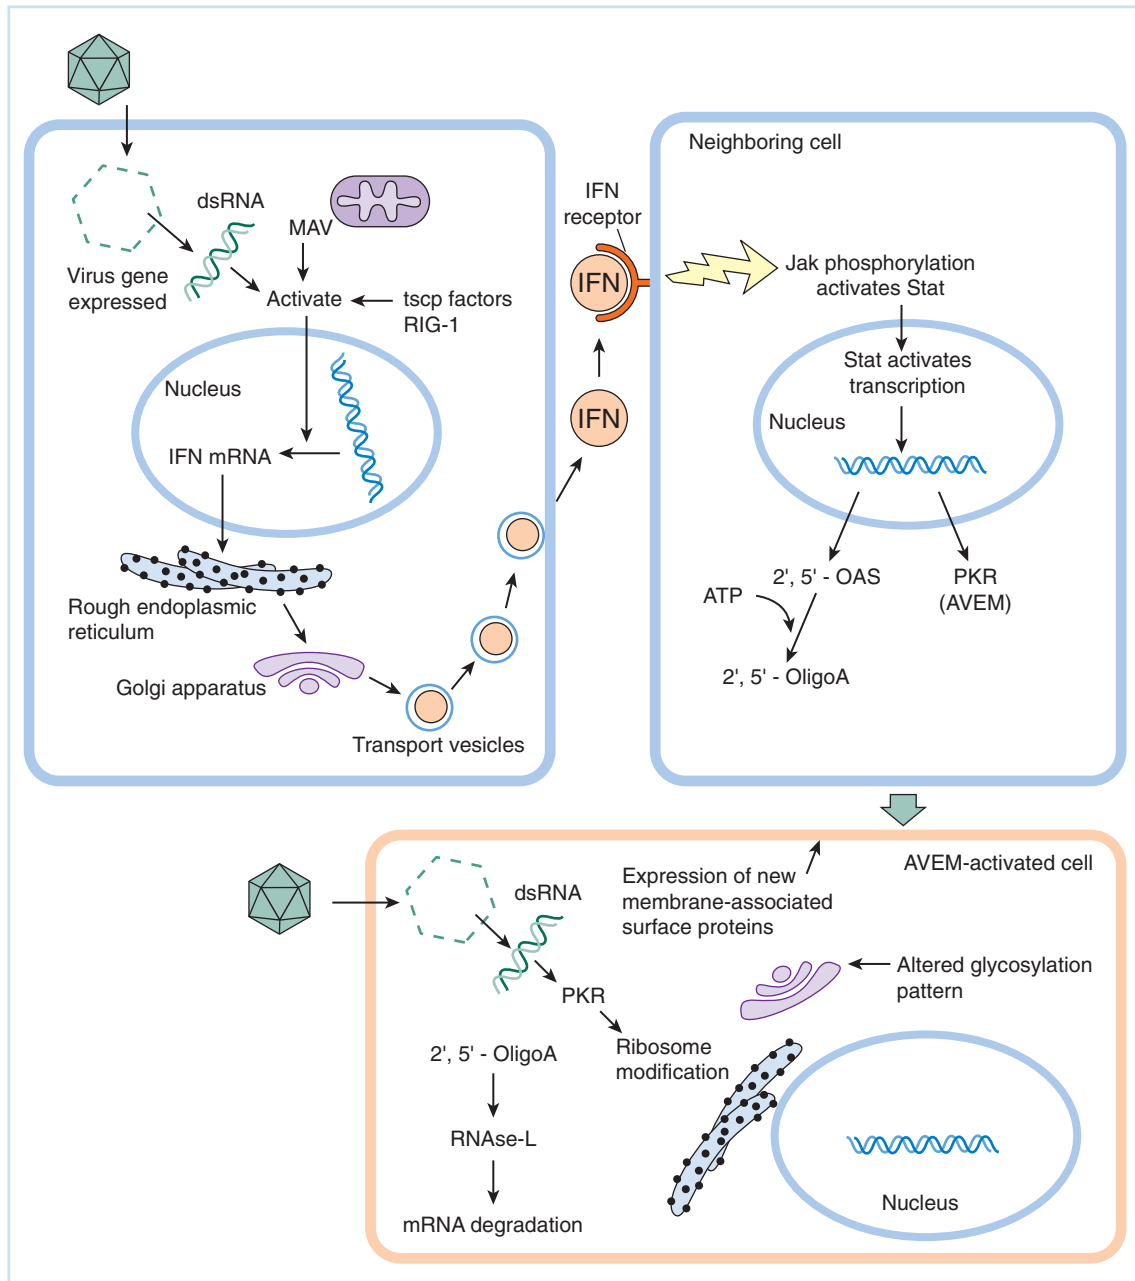 dsRNA
MAV
Virus gene
expressed
Activate
tscp factors
RIG-1
Nucleus
IFN mRNA
Rough endoplasmic
reticulum
Golgi apparatus
Transport vesicles
IFN
receptor
IFN
IFN
Neighboring cell
Jak phosphorylation
activates Stat
Stat activates
transcription
Nucleus
2', 5' - OAS
ATP
PKR
(AVEM)
2', 5' - OligoA
AVEM-activated cell
Expression of new
membrane-associated
surface proteins
dsRNA
PKR
Altered glycosylation
pattern
Ribosome
modification
2', 5' - OligoA
RNAse-L
mRNA degradation
Nucleus